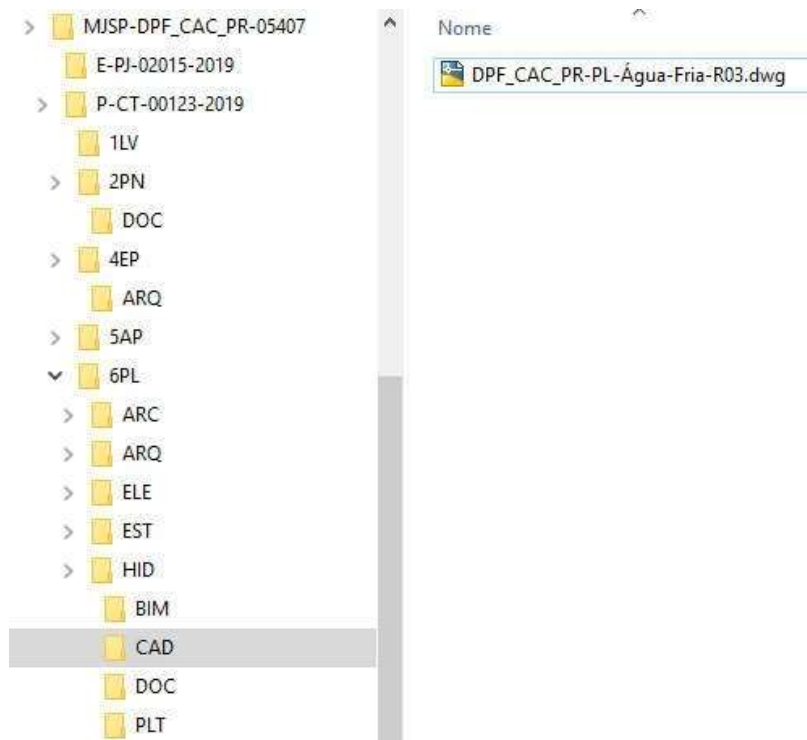 MJSP-DPF_CAC_PR-05407
E-PJ-02015-2019
P-CT-00123-2019
1LV
2PN
DOC
4EP
ARQ
5AP
6PL
ARC
ARQ
ELE
EST
HID
BIM
CAD
DOC
PLT
Nome
DPF_CAC_PR-PL-Água-Fria-R03.dwg